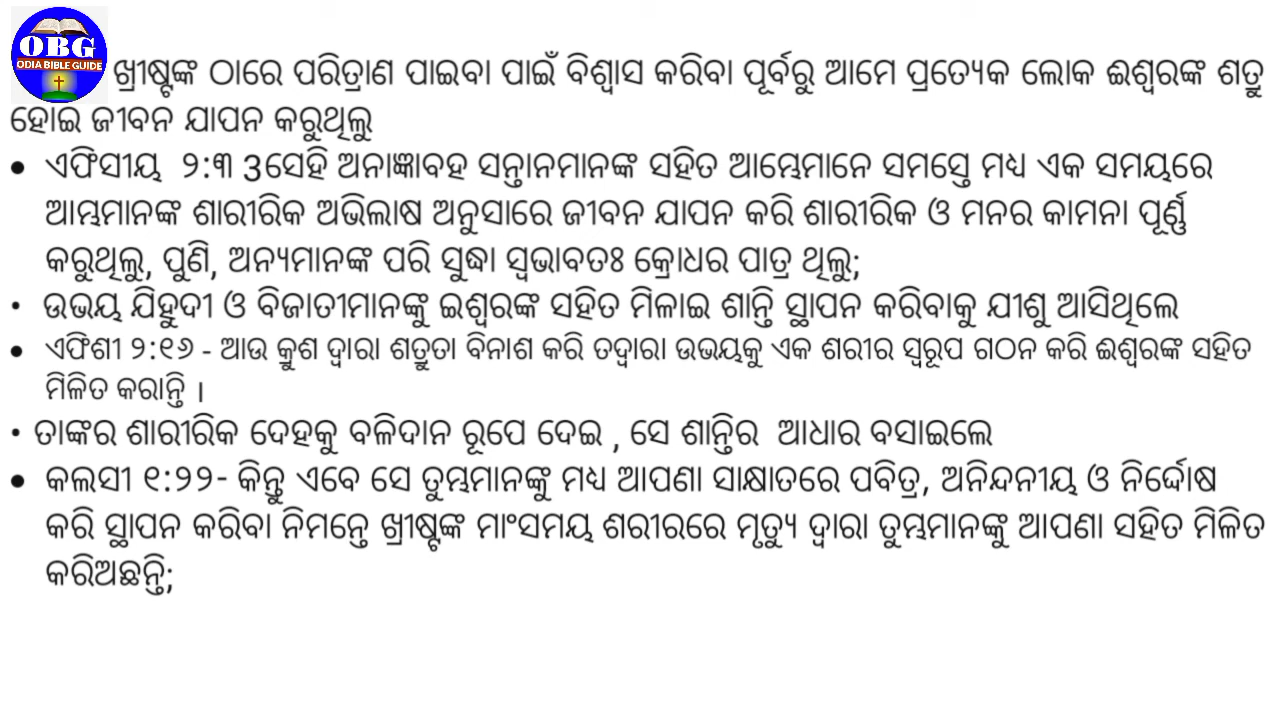 OBG
ODIA BIBLE GUIDE
ଖ୍ରୀଷ୍ଟଙ୍କ ଠାରେ ପରିତ୍ରାଣ ପାଇବା ପାଇଁ ବିଶ୍ୱାସ କରିବା ପୂର୍ବରୁ ଆମେ ପ୍ରତ୍ୟେକ ଲୋକ ଈଶ୍ୱରଙ୍କ ଶତ୍ରୁ
ହୋଇ ଜୀବନ ଯାପନ କରୁଥିଲୁ
• ଏଫିସୀୟ ୨:୩ 3ସେହି ଅନାଜ୍ଞାବହ ସନ୍ତାନମାନଙ୍କ ସହିତ ଆମ୍ଭେମାନେ ସମସ୍ତେ ମଧ୍ୟ ଏକ ସମୟରେ
ଆମ୍ଭମାନଙ୍କ ଶାରୀରିକ ଅଭିଳାଷ ଅନୁସାରେ ଜୀବନ ଯାପନ କରି ଶାରୀରିକ ଓ ମନର କାମନା ପୂର୍ଣ୍ଣ
କରୁଥିଲୁ, ପୁଣି, ଅନ୍ୟମାନଙ୍କ ପରି ସୁଦ୍ଧା ସ୍ୱଭାବତଃ କ୍ରୋଧର ପାତ୍ର ଥିଲୁ;
• ଉଭୟ ଯିହୁଦୀ ଓ ବିଜାତୀମାନଙ୍କୁ ଇଶ୍ୱରଙ୍କ ସହିତ ମିଳାଇ ଶାନ୍ତି ସ୍ଥାପନ କରିବାକୁ ଯୀଶୁ ଆସିଥିଲେ
• ଏଫିଶୀ ୨:୧୬ - ଆଉ କ୍ରୁଶ ଦ୍ୱାରା ଶତ୍ରୁତା ବିନାଶ କରି ତଦ୍ୱାରା ଉଭୟକୁ ଏକ ଶରୀର ସ୍ୱରୂପ ଗଠନ କରି ଈଶ୍ୱରଙ୍କ ସହିତ
ମିଳିତ କରାନ୍ତି ।
• ତାଙ୍କର ଶାରୀରିକ ଦେହକୁ ବଳିଦାନ ରୂପେ ଦେଇ , ସେ ଶାନ୍ତିର ଆଧାର ବସାଇଲେ
• କଲସୀ ୧:୨୨- କିନ୍ତୁ ଏବେ ସେ ତୁମ୍ଭମାନଙ୍କୁ ମଧ୍ୟ ଆପଣା ସାକ୍ଷାତରେ ପବିତ୍ର, ଅନିନ୍ଦନୀୟ ଓ ନିର୍ଦ୍ଦୋଷ
କରି ସ୍ଥାପନ କରିବା ନିମନ୍ତେ ଖ୍ରୀଷ୍ଟଙ୍କ ମାଂସମୟ ଶରୀରରେ ମୃତ୍ୟୁ ଦ୍ୱାରା ତୁମ୍ଭମାନଙ୍କୁ ଆପଣା ସହିତ ମିଳିତ
କରିଅଛନ୍ତି;